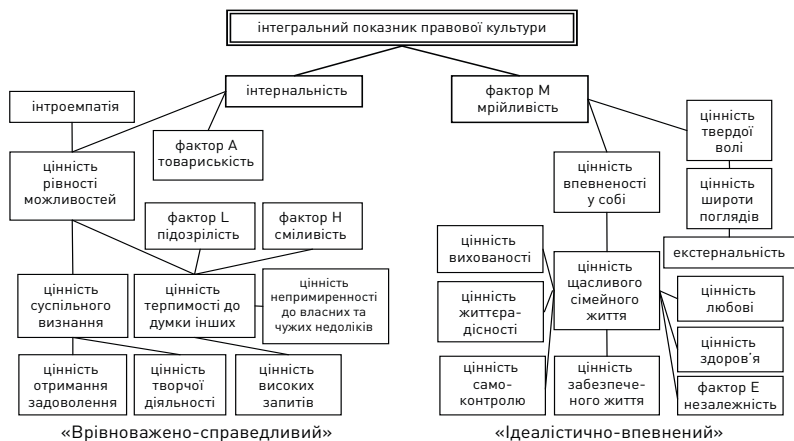 інтегральний показник правової культури
інтернальність
фактор М
мрійливість
інтроемпатія
фактор А
товариськість
цінність
рівності
можливостей
фактор L
підозрілість
фактор Н
сміливість
цінність
суспільного
визнання
цінність
терпимості до
думки інших
цінність
непримиренності
до власних та
чужих недоліків
цінність
отримання
задоволення
цінність
творчої
діяльності
цінність
високих
запитів
«Врівноважено-справедливий»
цінність
впевненості
у собі
цінність
твердої
волі
цінність
широти
поглядів
екстернальність
цінність
вихованості
цінність
життєра-
дісності
цінність
само-
контролю
цінність
щасливого
сімейного
життя
цінність
забезпече-
ного життя
цінність
любові
цінність
здоров’я
фактор Е
незалежність
«Ідеалістично-впевнений»